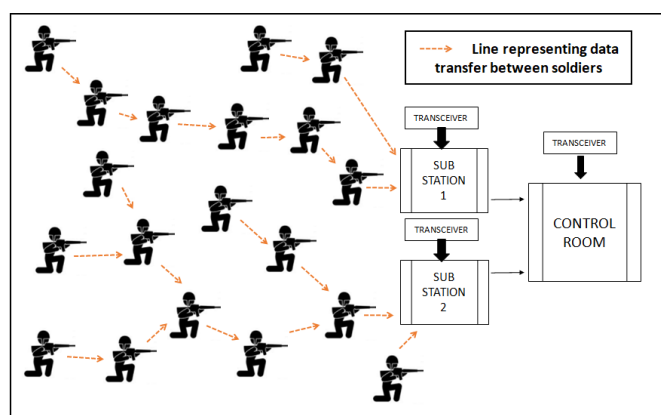 Line representing data
transfer between soldiers
TRANSCEIVER
TRANSCEIVER
SUB
STATION
1
CONTROL
ROOM
TRANSCEIVER
SUB
STATION
2